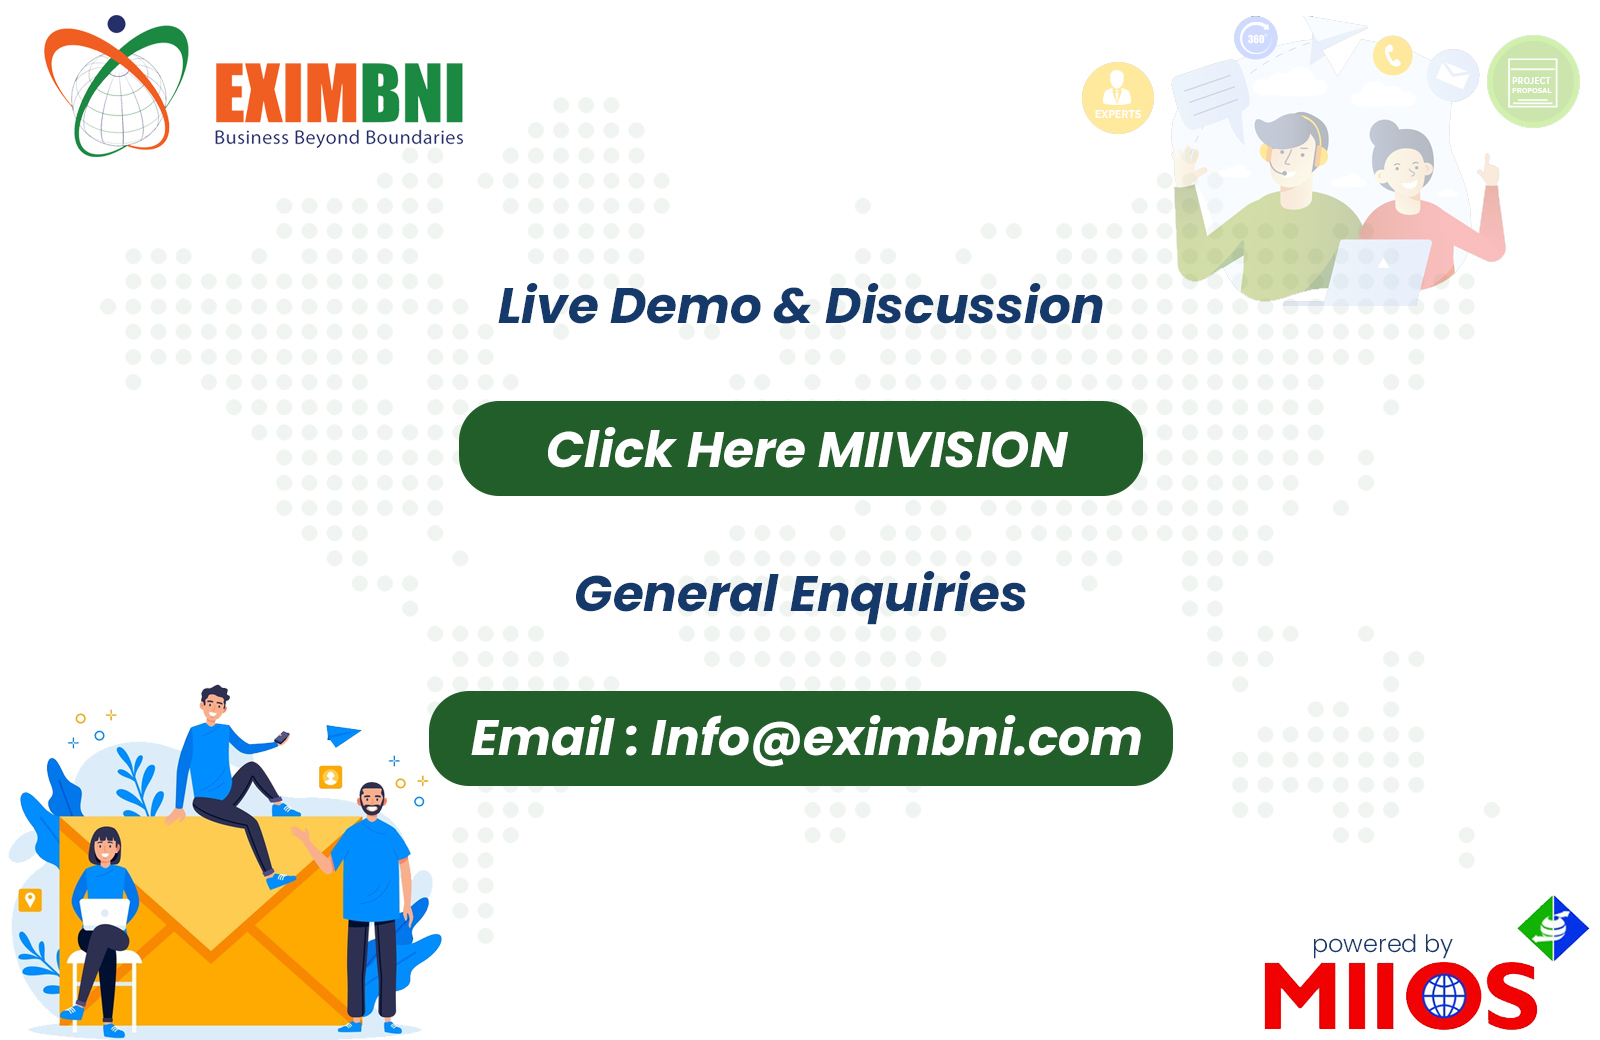 EXIMBNI
Business Beyond Boundaries
360°
EXPERTS
PROJECT
PROPOSAL
Live Demo & Discussion
Click Here MIIVISION
General Enquiries
Email : Info@eximbni.com
powered by
MIIOS